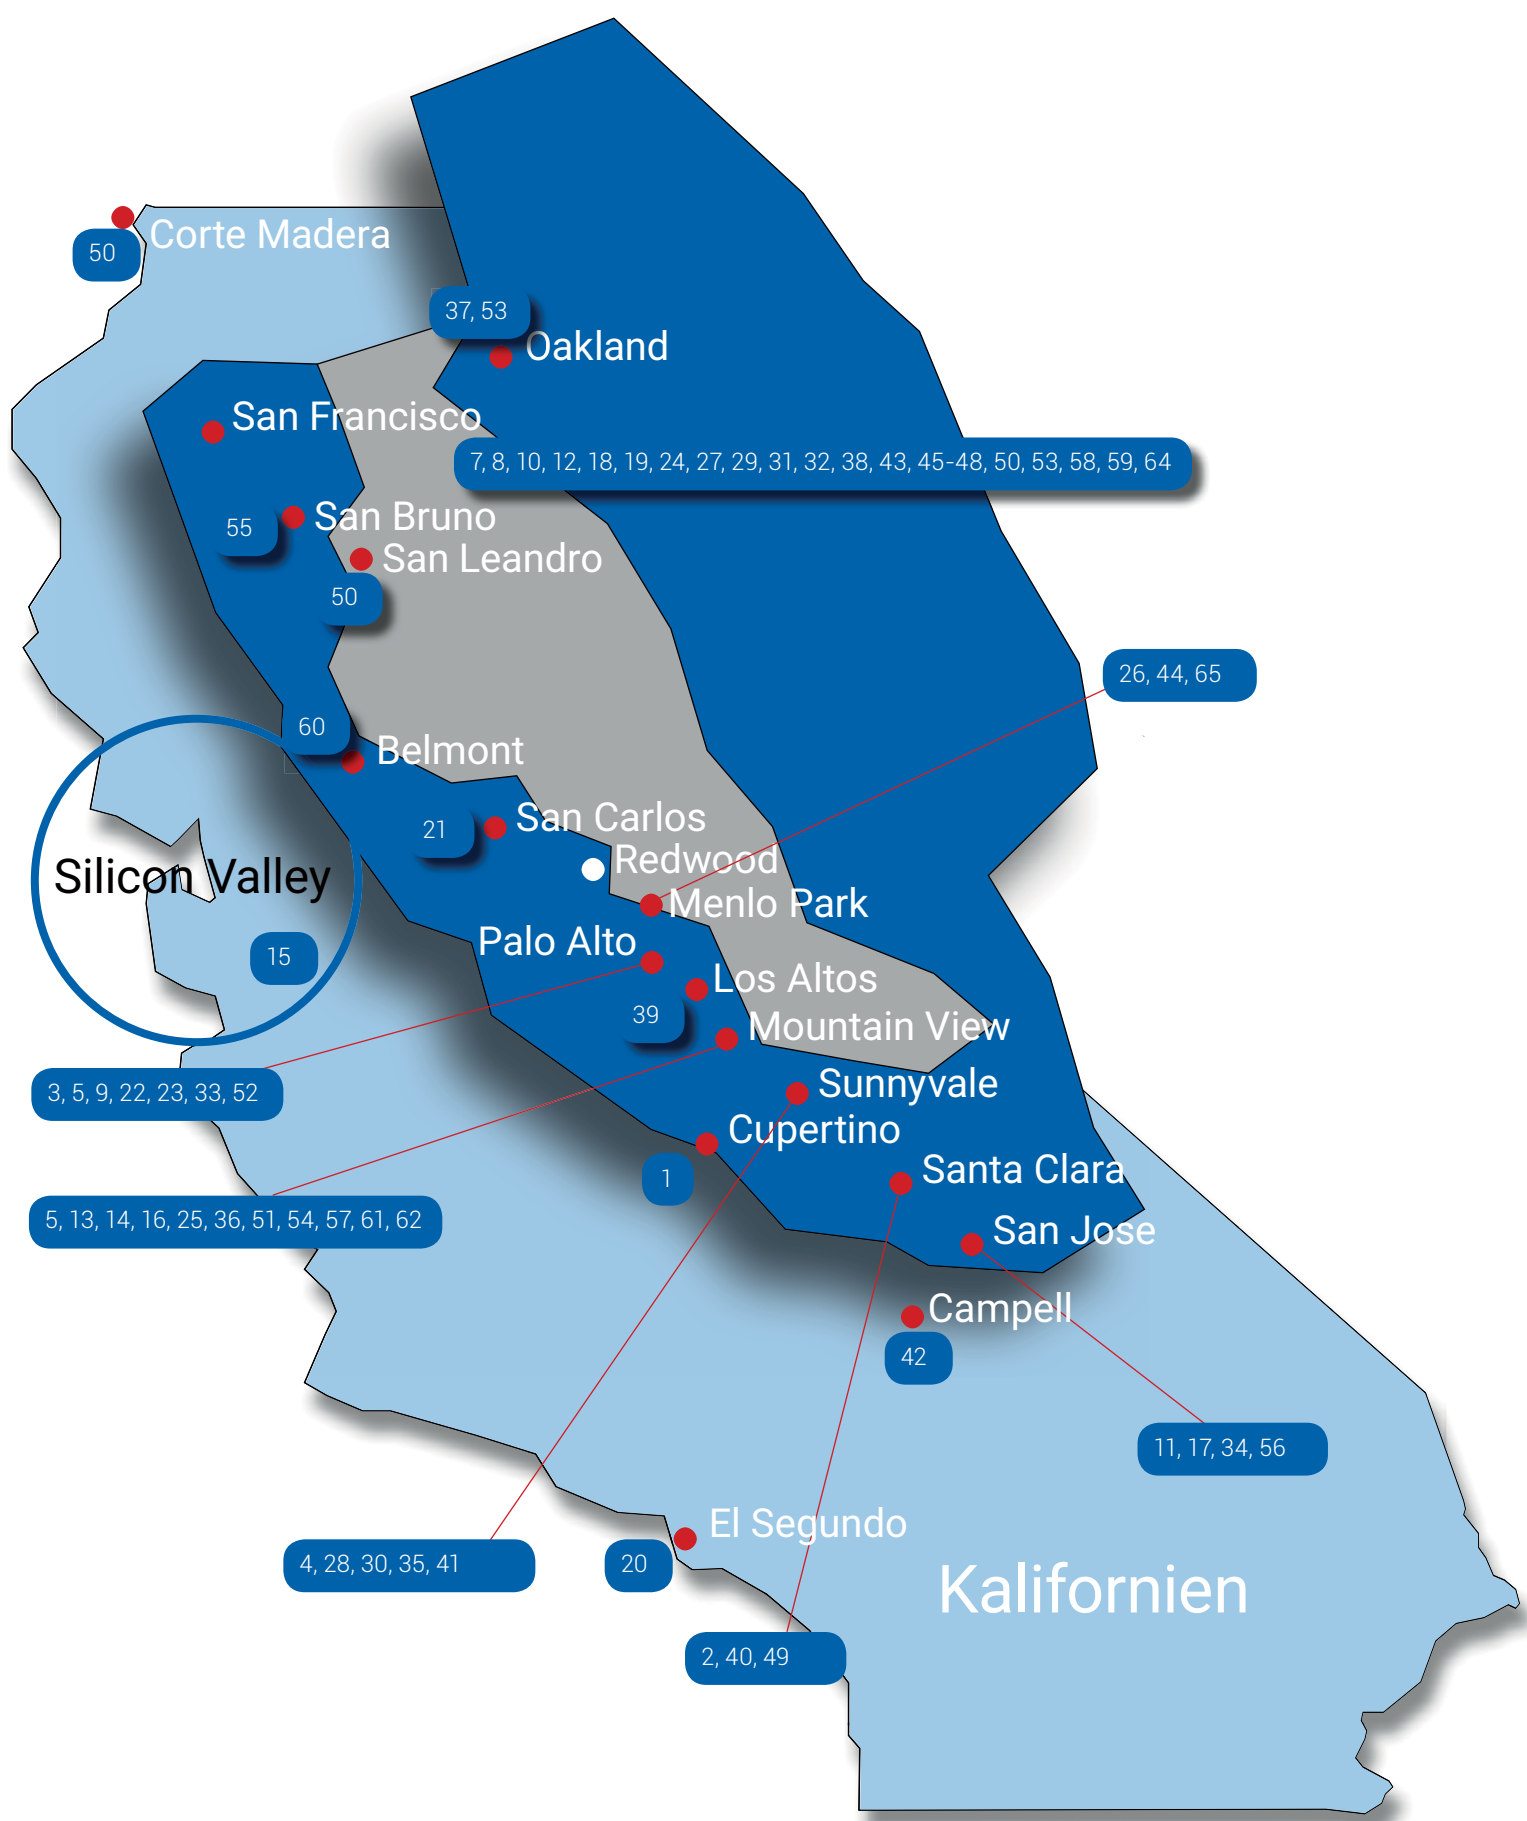 Corte Madera
50
37, 53
Oakland
San Francisco
7, 8, 10, 12, 18, 19, 24, 27, 29, 31, 32, 38, 43, 45-48, 50, 53, 58, 59, 64
San Bruno
55
San Leandro
50
26, 44, 65
60
Belmont
San Carlos
21
Redwood
Silicon Valley
Menlo Park
Palo Alto
15
Los Altos
39
Mountain View
3, 5, 9, 22, 23, 33, 52
Sunnyvale
Cupertino
1
Santa Clara
5, 13, 14, 16, 25, 36, 51, 54, 57, 61, 62
San Jose
Campell
42
11, 17, 34, 56
El Segundo
4, 28, 30, 35, 41
20
Kalifornien
2, 40, 49